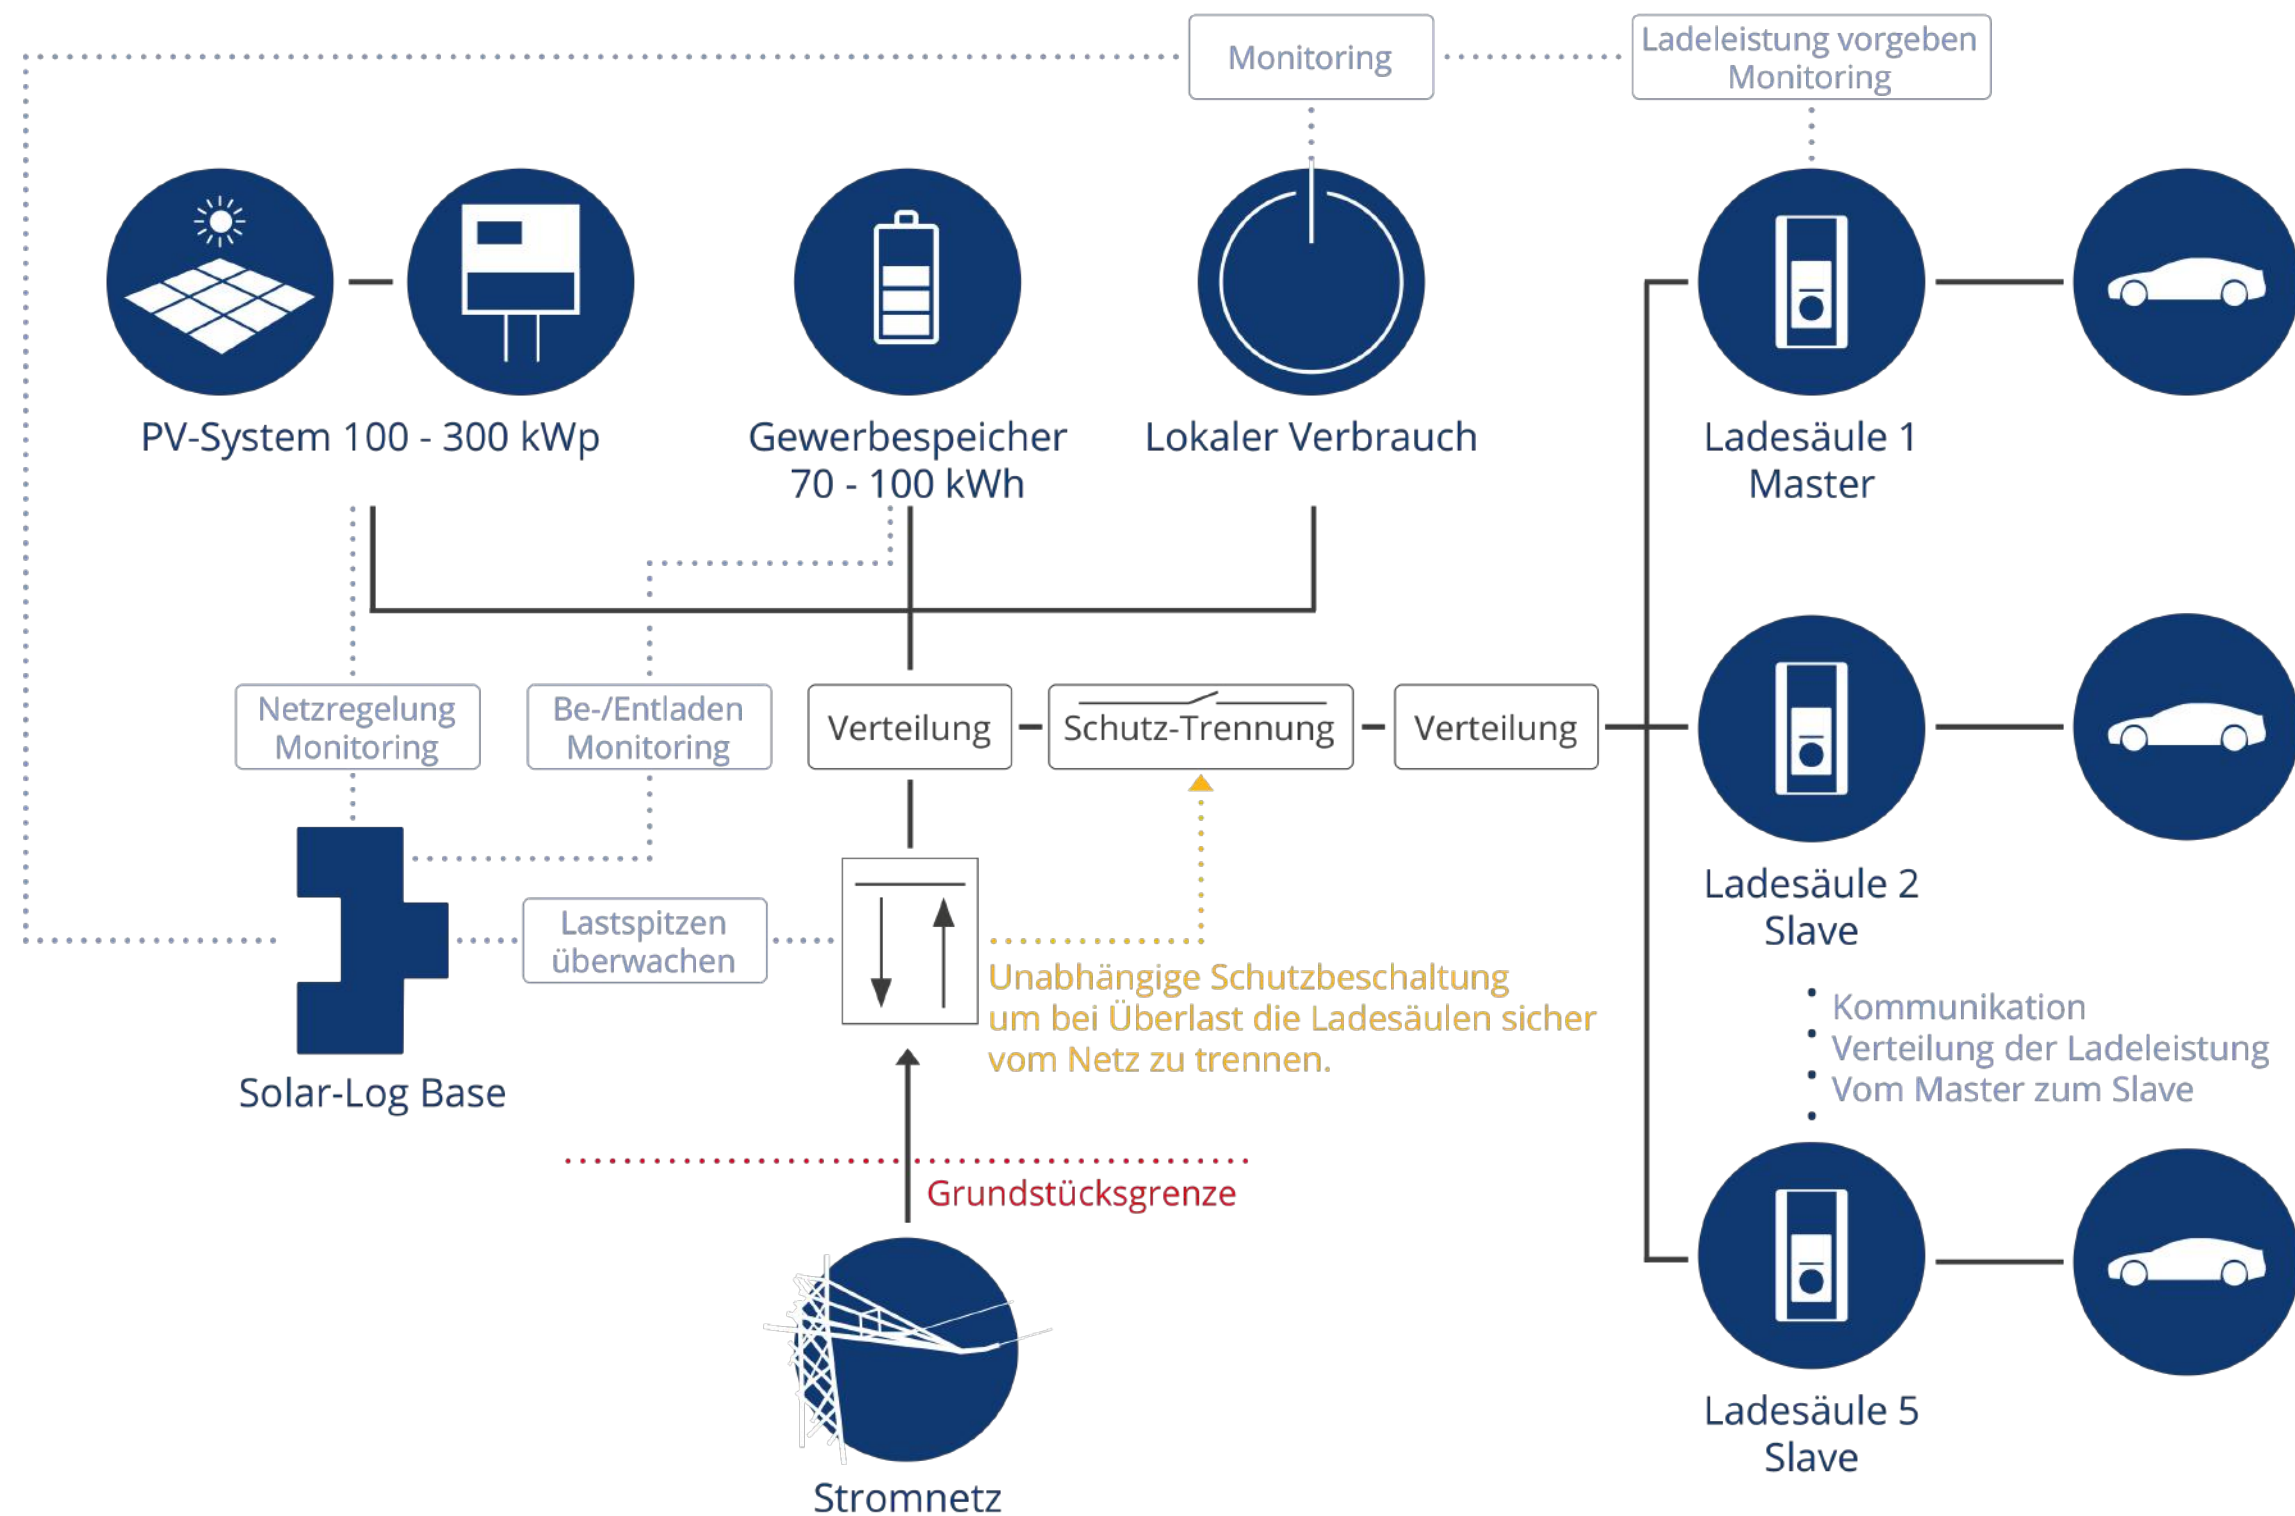 Monitoring
Ladeleistung vorgeben
Monitoring
PV-System 100 - 300 kWp
Gewerbespeicher
70 - 100 kWh
Lokaler Verbrauch
Ladesäule 1
Master
Netzregelung
Monitoring
Be-/Entladen
Monitoring
Verteilung
Schutz-Trennung
Verteilung
Ladesäule 2
Slave
Lastspitzen
überwachen
Unabhängige Schutzbeschaltung
um bei Überlast die Ladesäulen sicher
vom Netz zu trennen.
Kommunikation
Verteilung der Ladeleistung
Vom Master zum Slave
Solar-Log Base
Grundstücksgrenze
Ladesäule 5
Slave
Stromnetz